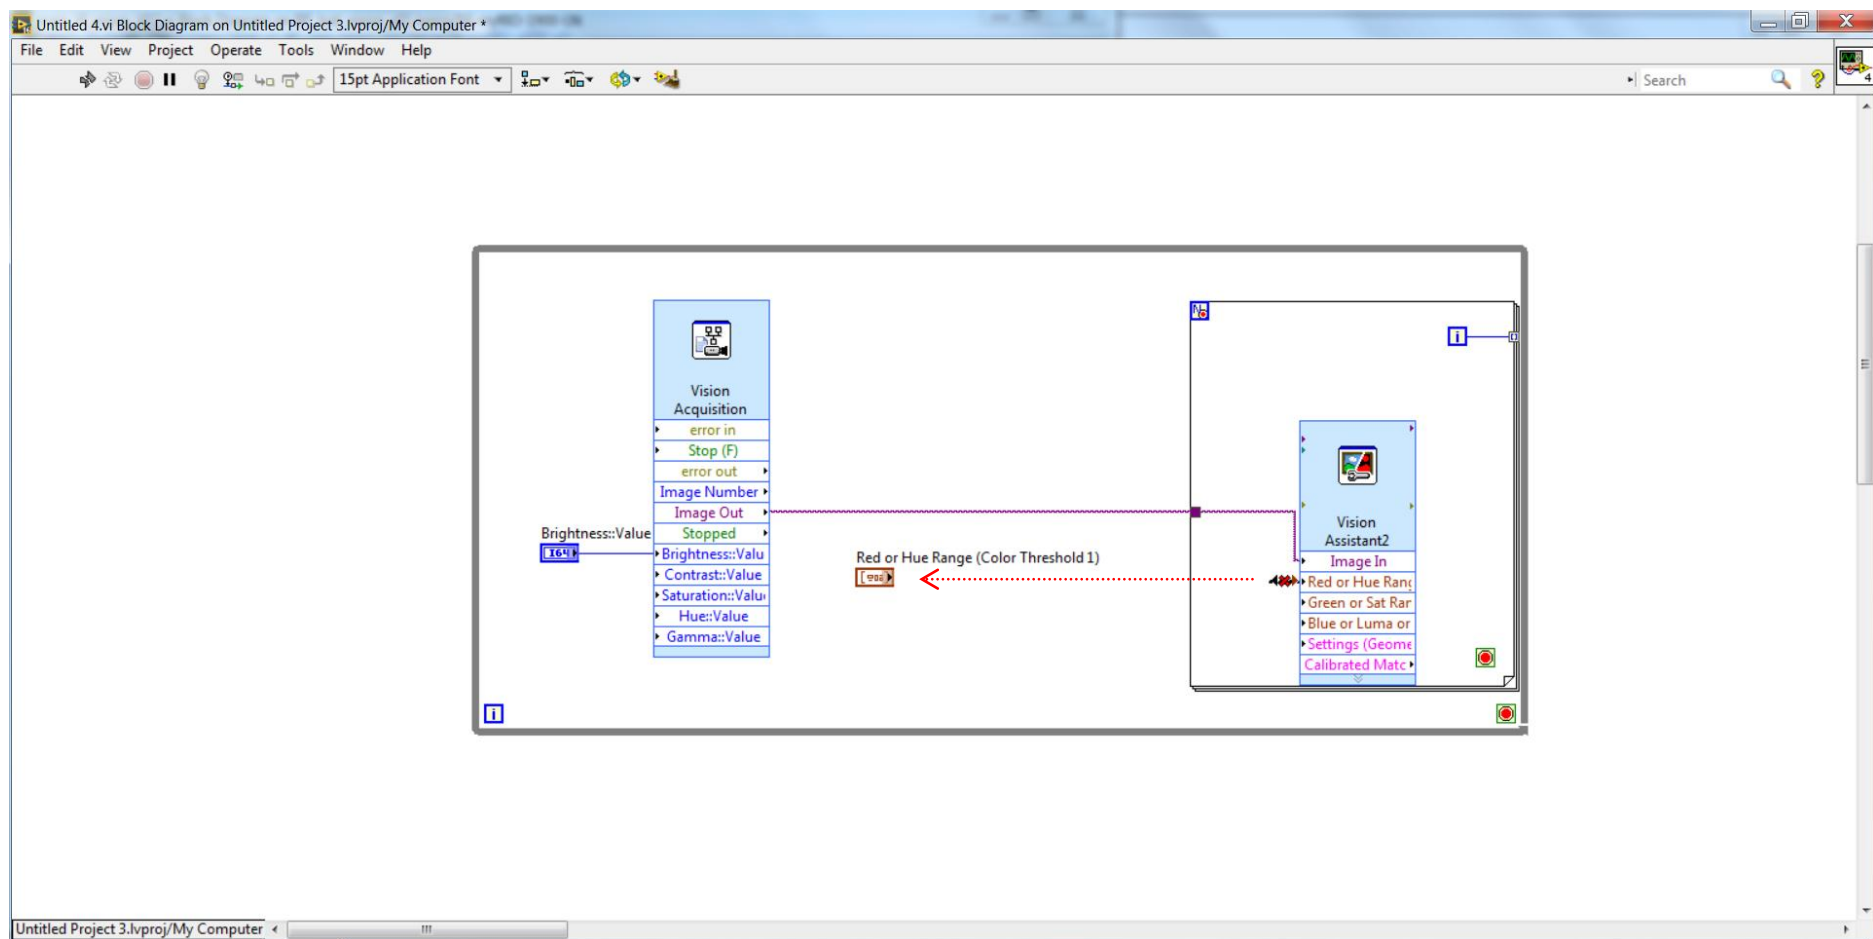 Untitled 4.vi Block Diagram on Untitled Project 3.lvproj/My Computer *
File Edit View Project Operate Tools Window Help
15pt Application Font
Search
4
Vision
Acquisition
error in
Stop (F)
error out
Image Number
Image Out
Stopped
Brightness::Valu
Contrast::Value
Saturation::Valu
Hue::Value
Gamma::Value
Brightness::Value
I64
Red or Hue Range (Color Threshold 1)
N
i
Vision
Assistant2
Image In
Red or Hue Rang
Green or Sat Rar
Blue or Luma or
Settings (Geome
Calibrated Matc
i
Untitled Project 3.lvproj/My Computer